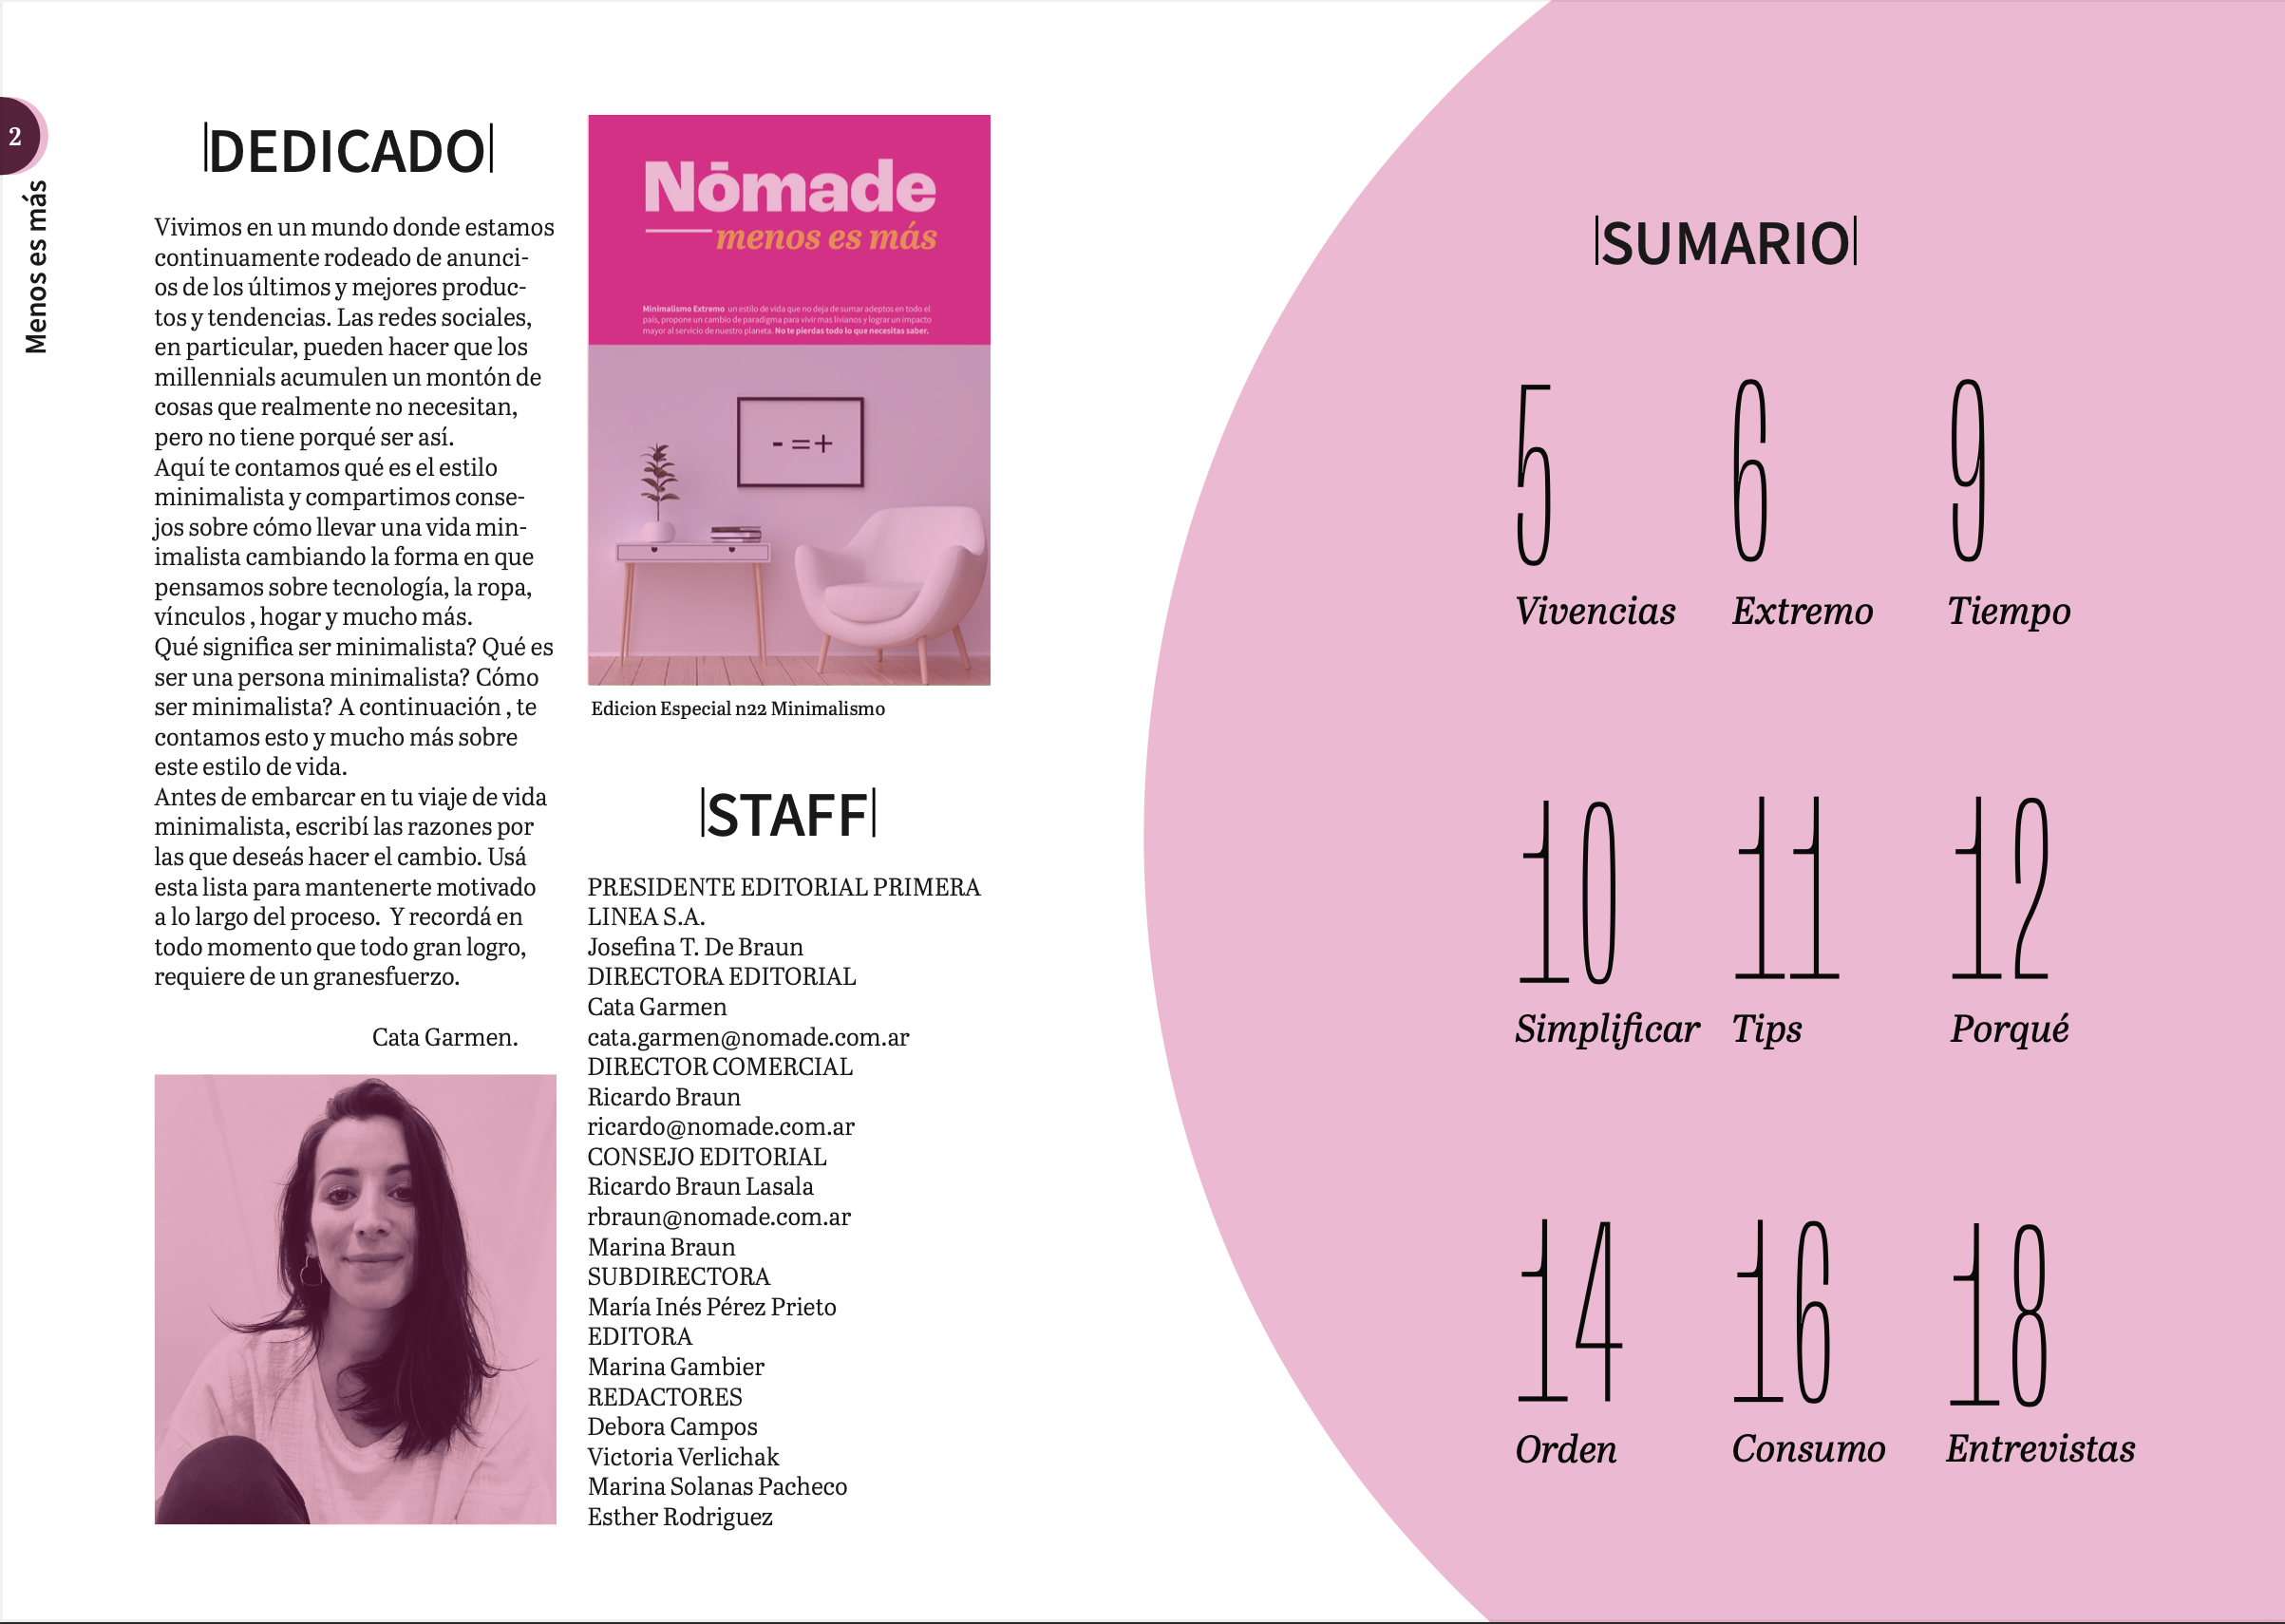 2
Menos es más
DEDICADO
Vivimos en un mundo donde estamos
continuamente rodeado de anunci-
os de los últimos y mejores produc-
tos y tendencias. Las redes sociales,
en particular, pueden hacer que los
millennials acumulen un montón de
cosas que realmente no necesitan,
pero no tiene porqué ser así.
Aquí te contamos qué es el estilo
minimalista y compartimos conse-
jos sobre cómo llevar una vida min-
imalista cambiando la forma en que
pensamos sobre tecnología, la ropa,
vínculos , hogar y mucho más.
Qué significa ser minimalista? Qué es
ser una persona minimalista? Cómo
ser minimalista? A continuación , te
contamos esto y mucho más sobre
este estilo de vida.
Antes de embarcar en tu viaje de vida
minimalista, escribí las razones por
las que deseás hacer el cambio. Usá
esta lista para mantenerte motivado
a lo largo del proceso.  Y recordá en
todo momento que todo gran logro,
requiere de un granesfuerzo.
Cata Garmen.
Nōmade
menos es más
Minimalismo Extremo un estilo de vida que no deja de sumar adeptos en todo el
país, propone un cambio de paradigma para vivir mas livianos y lograr un impacto
mayor al servicio de nuestro planeta. No te pierdas todo lo que necesitas saber.
- = +
Edicion Especial n22 Minimalismo
STAFF
PRESIDENTE EDITORIAL PRIMERA
LINEA S.A.
Josefina T. De Braun
DIRECTORA EDITORIAL
Cata Garmen
cata.garmen@nomade.com.ar
DIRECTOR COMERCIAL
Ricardo Braun
ricardo@nomade.com.ar
CONSEJO EDITORIAL
Ricardo Braun Lasala
rbraun@nomade.com.ar
Marina Braun
SUBDIRECTORA
María Inés Pérez Prieto
EDITORA
Marina Gambier
REDACTORES
Debora Campos
Victoria Verlichak
Marina Solanas Pacheco
Esther Rodriguez
SUMARIO
5 6 9
Vivencias Extremo Tiempo
10 11 12
Simplificar Tips Porqué
14 16 18
Orden Consumo Entrevistas